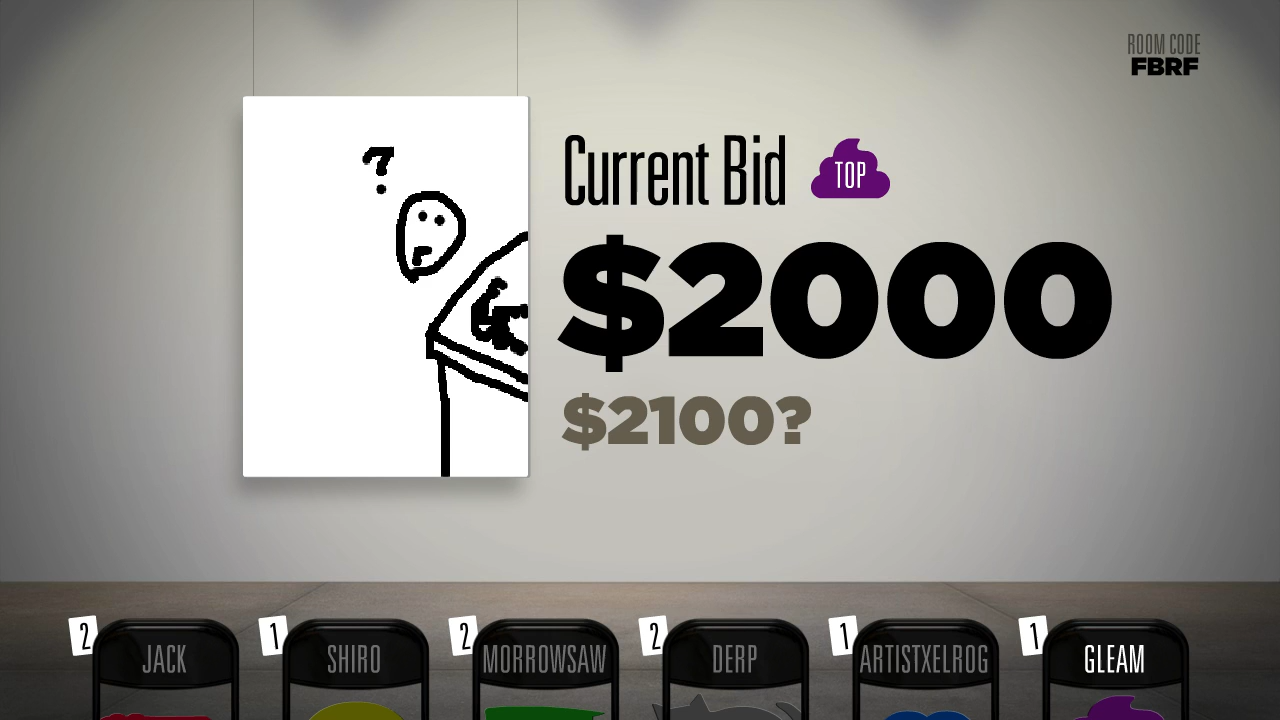 ROOM CODE
FBRF
?
Current Bid TOP
$2000
$2100?
2 JACK
1 SHIRO
2 MORROWSAW
2 DERP
1 ARTISTXELROG
1 GLEAM